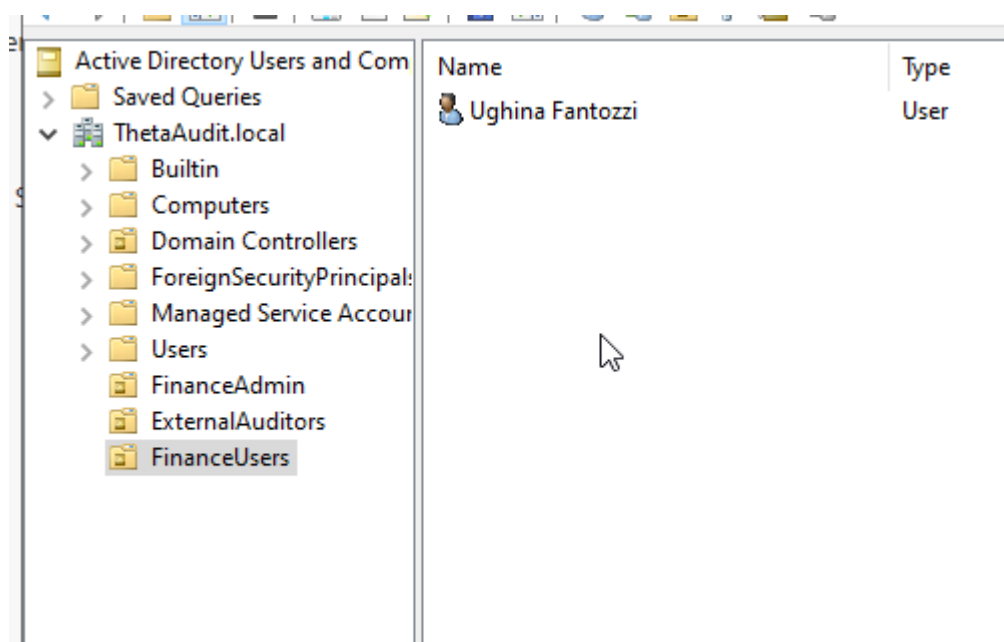 Active Directory Users and Com
Saved Queries
ThetaAudit.local
Builtin
Computers
Domain Controllers
ForeignSecurityPrincipals
Managed Service Accour
Users
FinanceAdmin
ExternalAuditors
FinanceUsers
Name Type
Ughina Fantozzi User